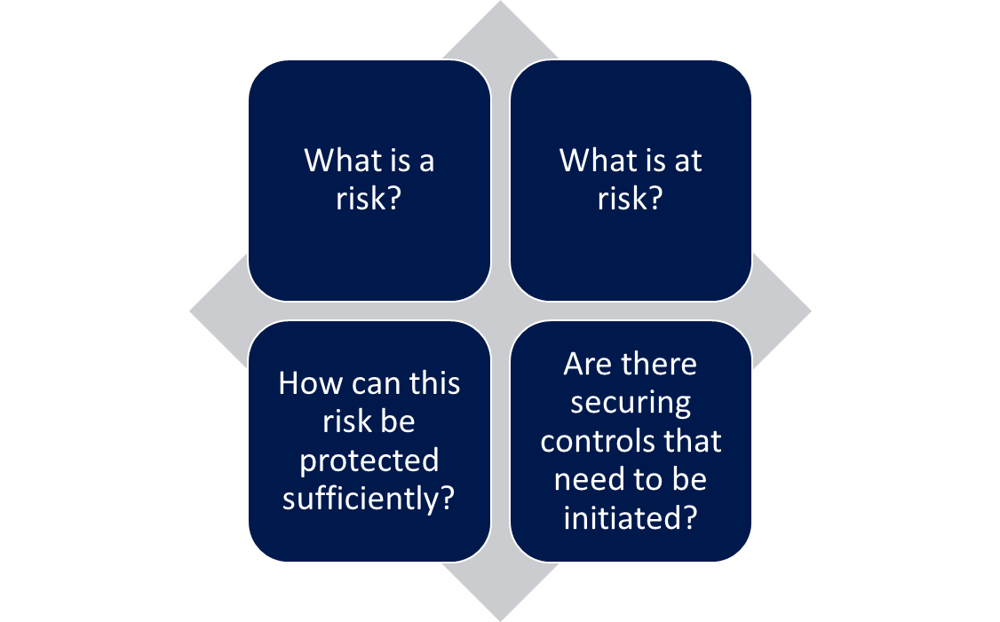 What is a
risk?
What is at
risk?
How can this
risk be
protected
sufficiently?
Are there
securing
controls that
need to be
initiated?